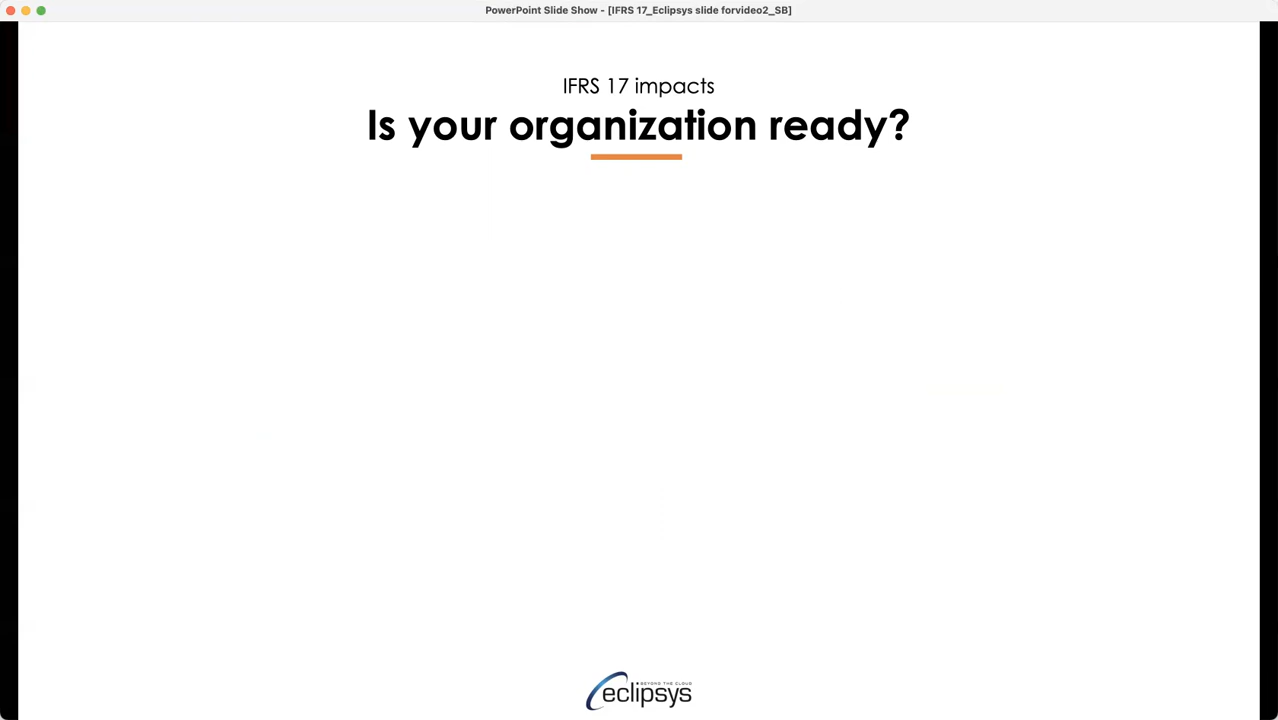 PowerPoint Slide Show - [IFRS 17_Eclipsys slide forvideo2_SB]
IFRS 17 impacts
Is your organization ready?
BEYOND THE CLOUD
eclipsys